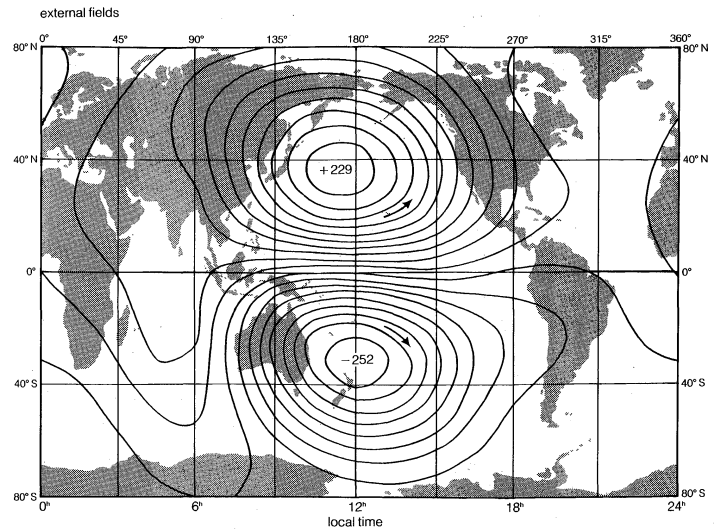 external fields
0° 45° 90° 135° 180° 225° 270° 315° 360°
80° N 80° N
+229
40° N 40° N
0° 0°
−252
40° S 40° S
80° S 80° S
0ʰ 6ʰ 12ʰ 18ʰ 24ʰ
local time